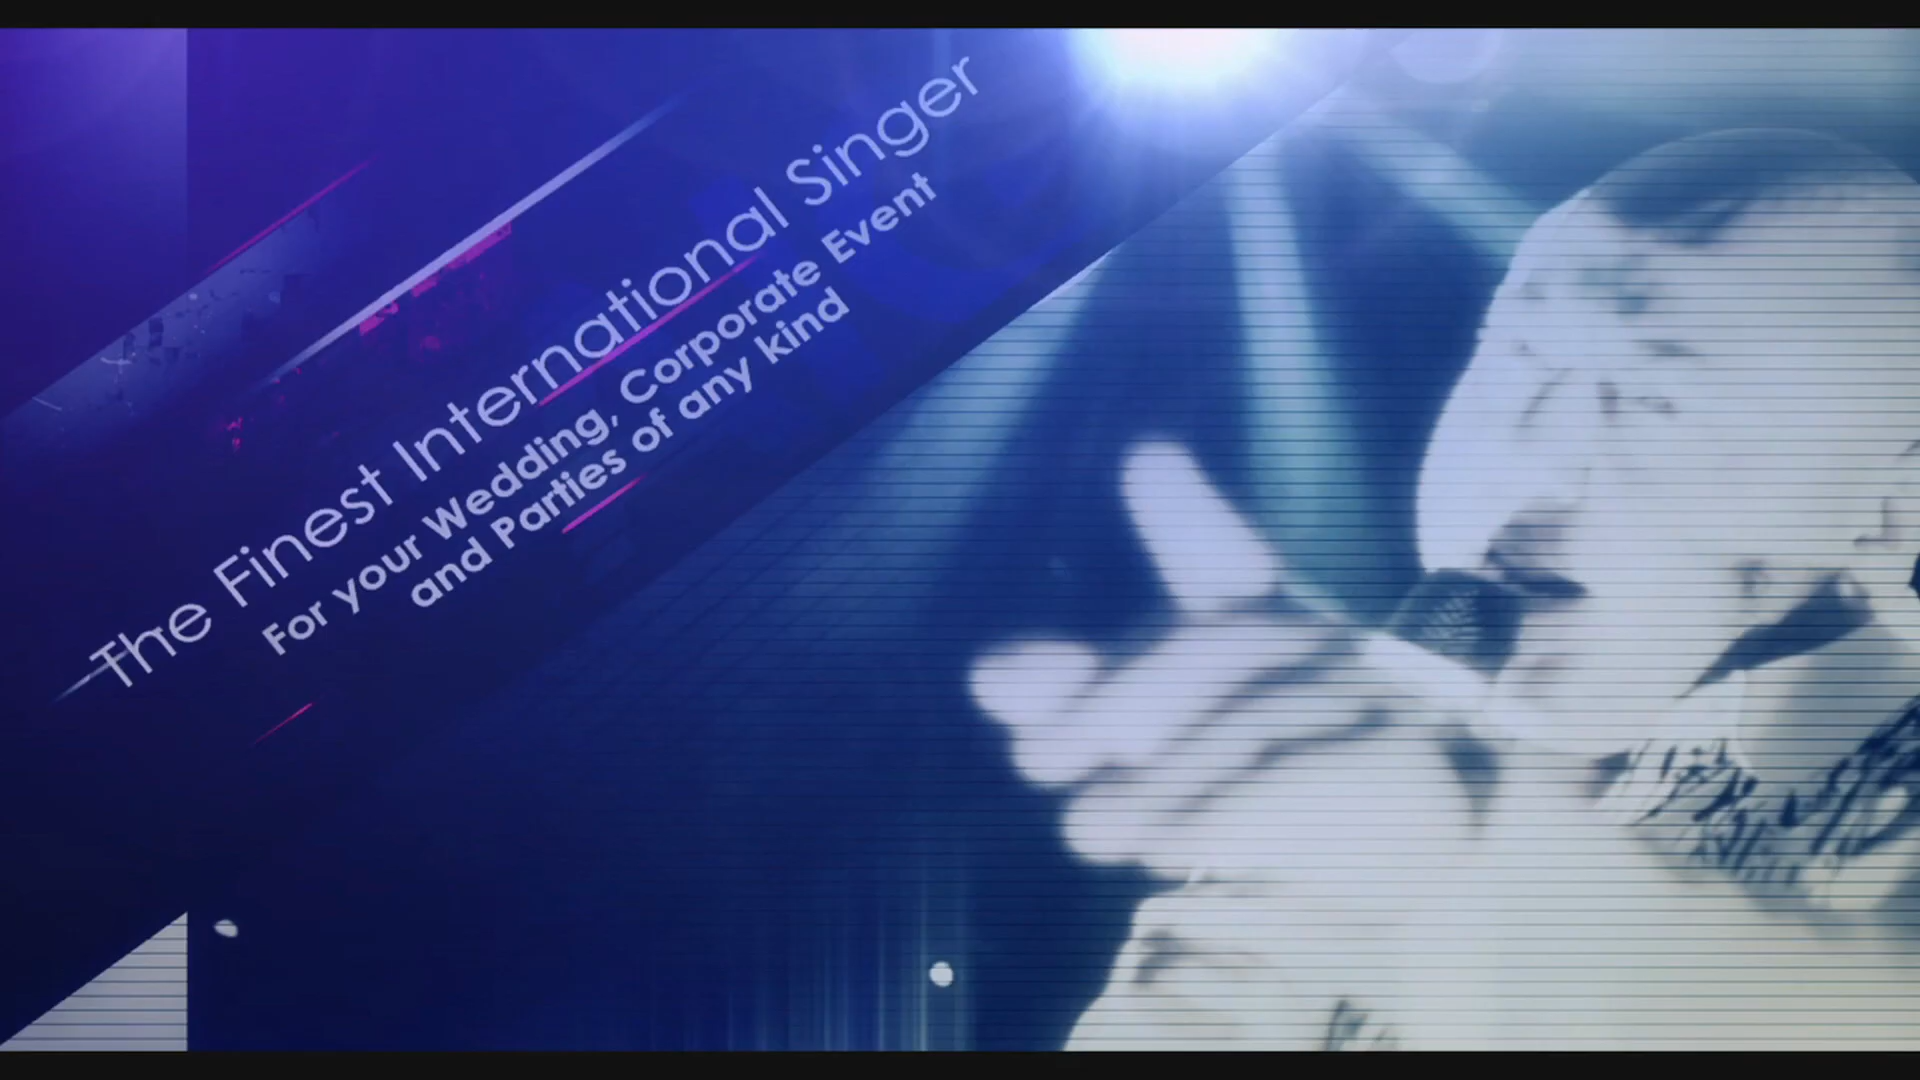 The Finest International Singer
For your Wedding, Corporate Event
and Parties of any kind